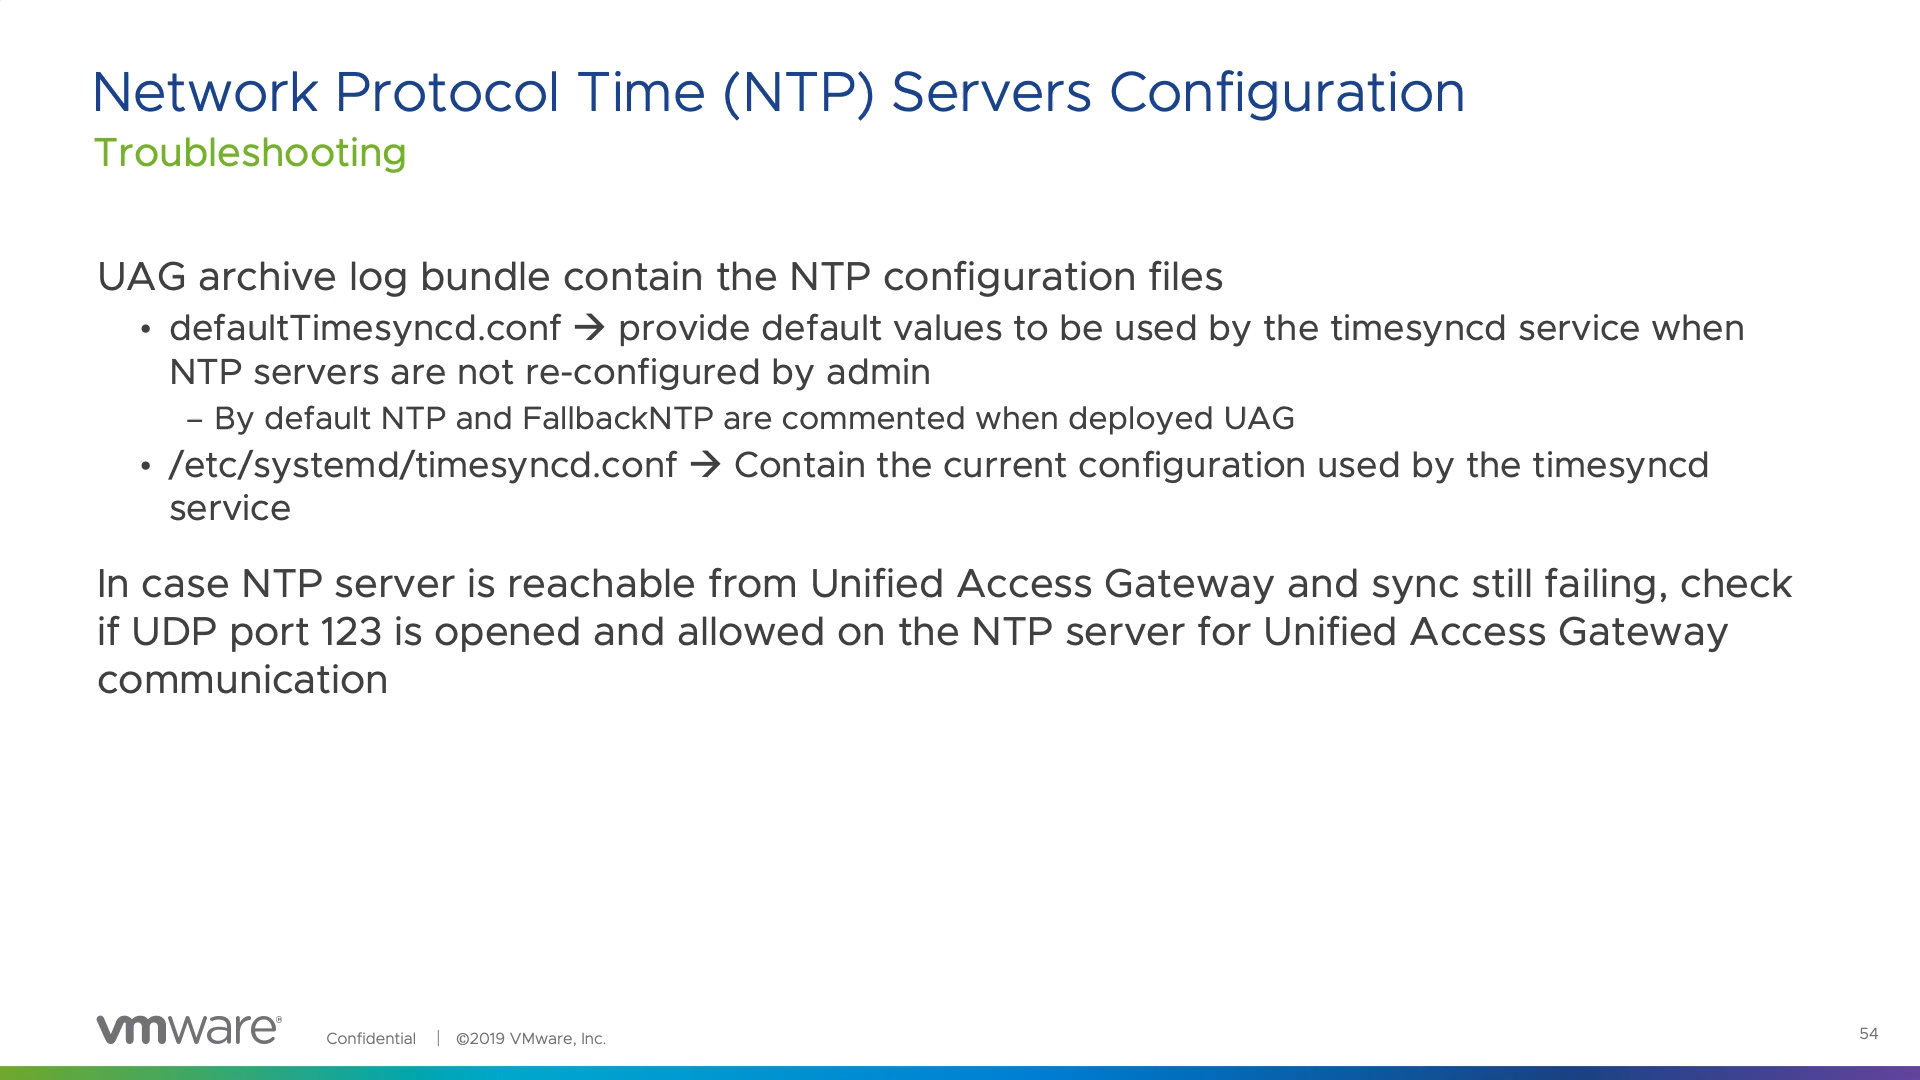 Network Protocol Time (NTP) Servers Configuration
Troubleshooting
UAG archive log bundle contain the NTP configuration files
• defaultTimesyncd.conf → provide default values to be used by the timesyncd service when
NTP servers are not re-configured by admin
– By default NTP and FallbackNTP are commented when deployed UAG
• /etc/systemd/timesyncd.conf → Contain the current configuration used by the timesyncd
service
In case NTP server is reachable from Unified Access Gateway and sync still failing, check
if UDP port 123 is opened and allowed on the NTP server for Unified Access Gateway
communication
vmware® Confidential | ©2019 VMware, Inc. 54